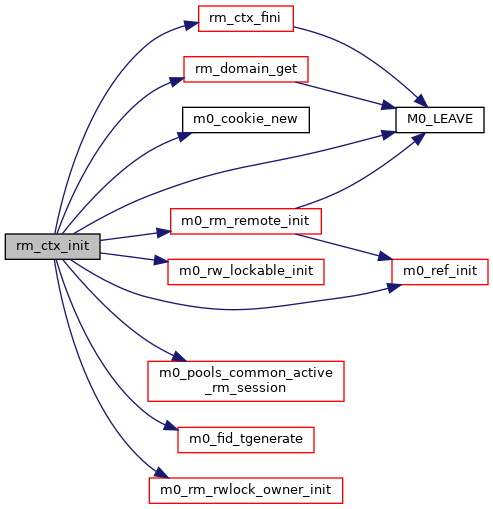 rm_ctx_fini
rm_domain_get
m0_cookie_new
M0_LEAVE
m0_rm_remote_init
rm_ctx_init
m0_rw_lockable_init
m0_ref_init
m0_pools_common_active
_rm_session
m0_fid_tgenerate
m0_rm_rwlock_owner_init